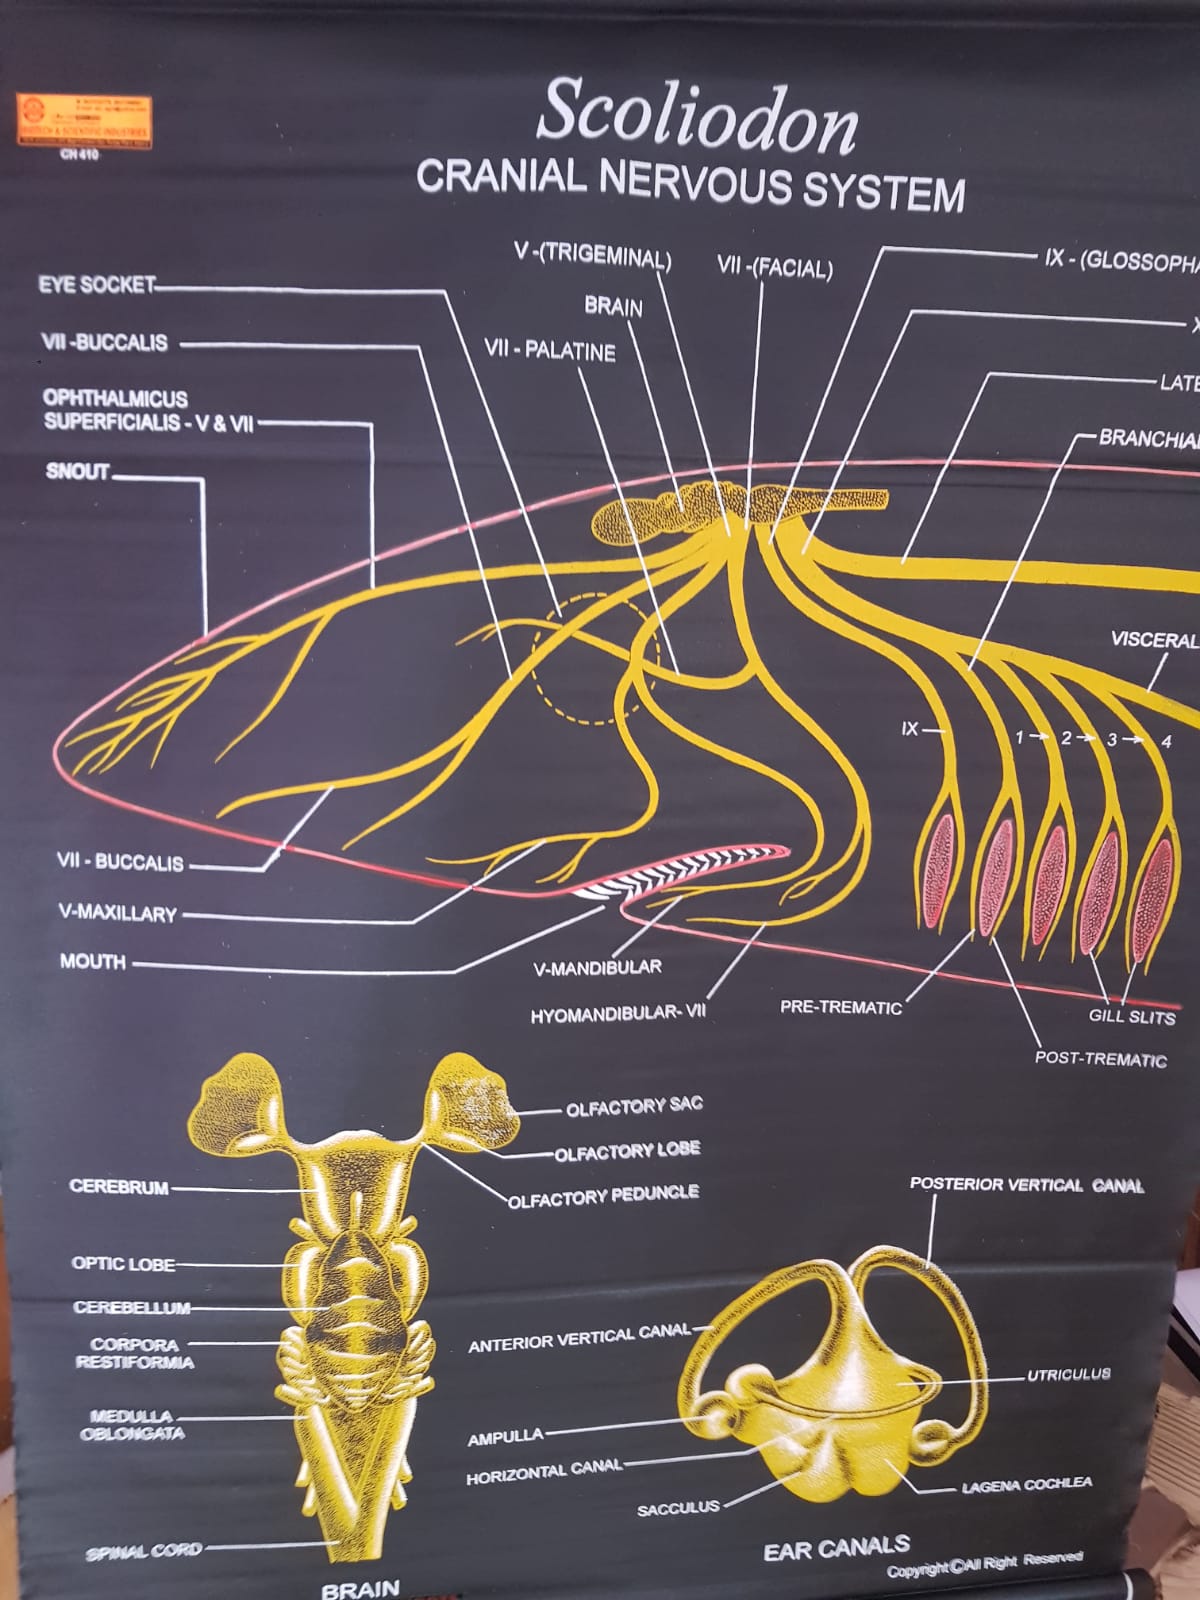 Scoliodon
CRANIAL NERVOUS SYSTEM
CH 410
V -(TRIGEMINAL)
VII -(FACIAL)
IX - (GLOSSOPHA
EYE SOCKET
BRAIN
X
VII -BUCCALIS
VII - PALATINE
LATE
OPHTHALMICUS
SUPERFICIALIS - V & VII
BRANCHIAL
SNOUT
VISCERAL
IX
1 → 2 → 3 → 4
VII - BUCCALIS
V-MAXILLARY
MOUTH
V-MANDIBULAR
HYOMANDIBULAR- VII
PRE-TREMATIC
GILL SLITS
POST-TREMATIC
OLFACTORY SAC
OLFACTORY LOBE
OLFACTORY PEDUNCLE
CEREBRUM
OPTIC LOBE
CEREBELLUM
CORPORA
RESTIFORMIA
MEDULLA
OBLONGATA
SPINAL CORD
BRAIN
POSTERIOR VERTICAL CANAL
ANTERIOR VERTICAL CANAL
UTRICULUS
AMPULLA
HORIZONTAL CANAL
SACCULUS
LAGENA COCHLEA
EAR CANALS
Copyright©All Right Reserved